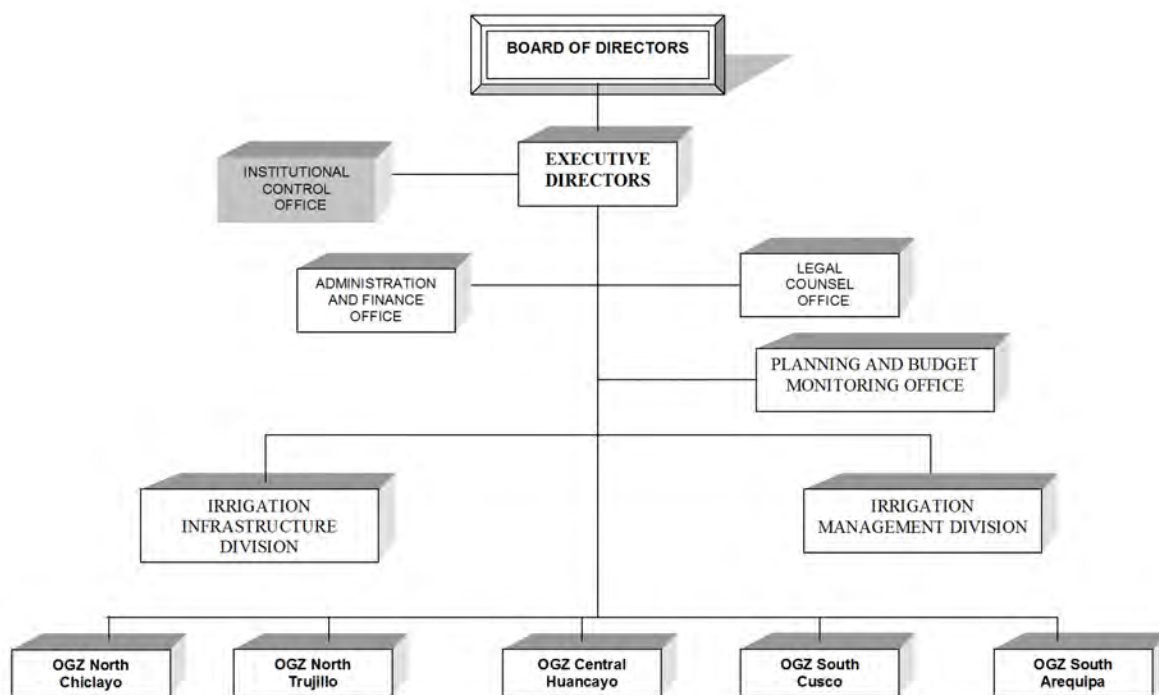 BOARD OF DIRECTORS
EXECUTIVE
DIRECTORS
INSTITUTIONAL
CONTROL
OFFICE
ADMINISTRATION
AND FINANCE
OFFICE
LEGAL
COUNSEL
OFFICE
PLANNING AND BUDGET
MONITORING OFFICE
IRRIGATION
INFRASTRUCTURE
DIVISION
IRRIGATION
MANAGEMENT DIVISION
OGZ North
Chiclayo
OGZ North
Trujillo
OGZ Central
Huancayo
OGZ South
Cusco
OGZ South
Arequipa